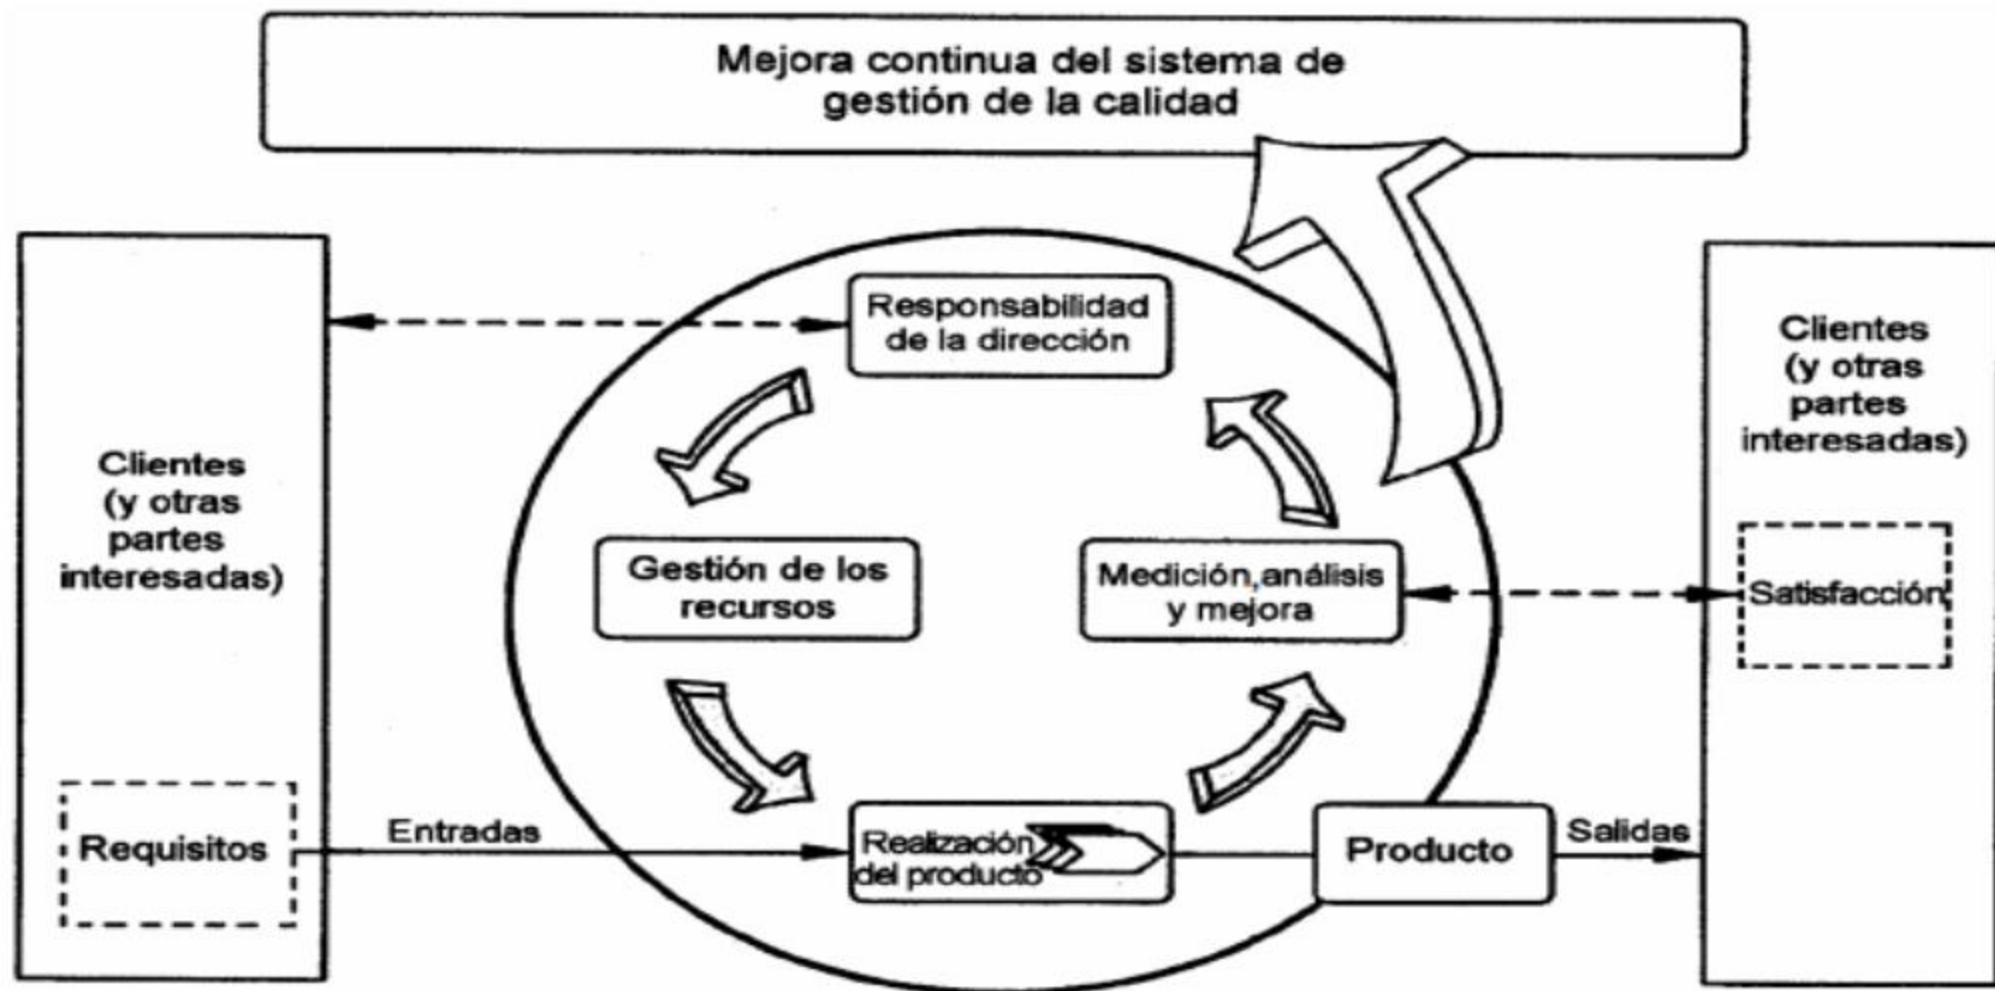 Mejora continua del sistema de
gestión de la calidad
Clientes
(y otras
partes
interesadas)
Requisitos
Entradas
Responsabilidad
de la dirección
Gestión de los
recursos
Medición,análisis
y mejora
Realización
del producto
Producto
Salidas
Clientes
(y otras
partes
interesadas)
Satisfacción